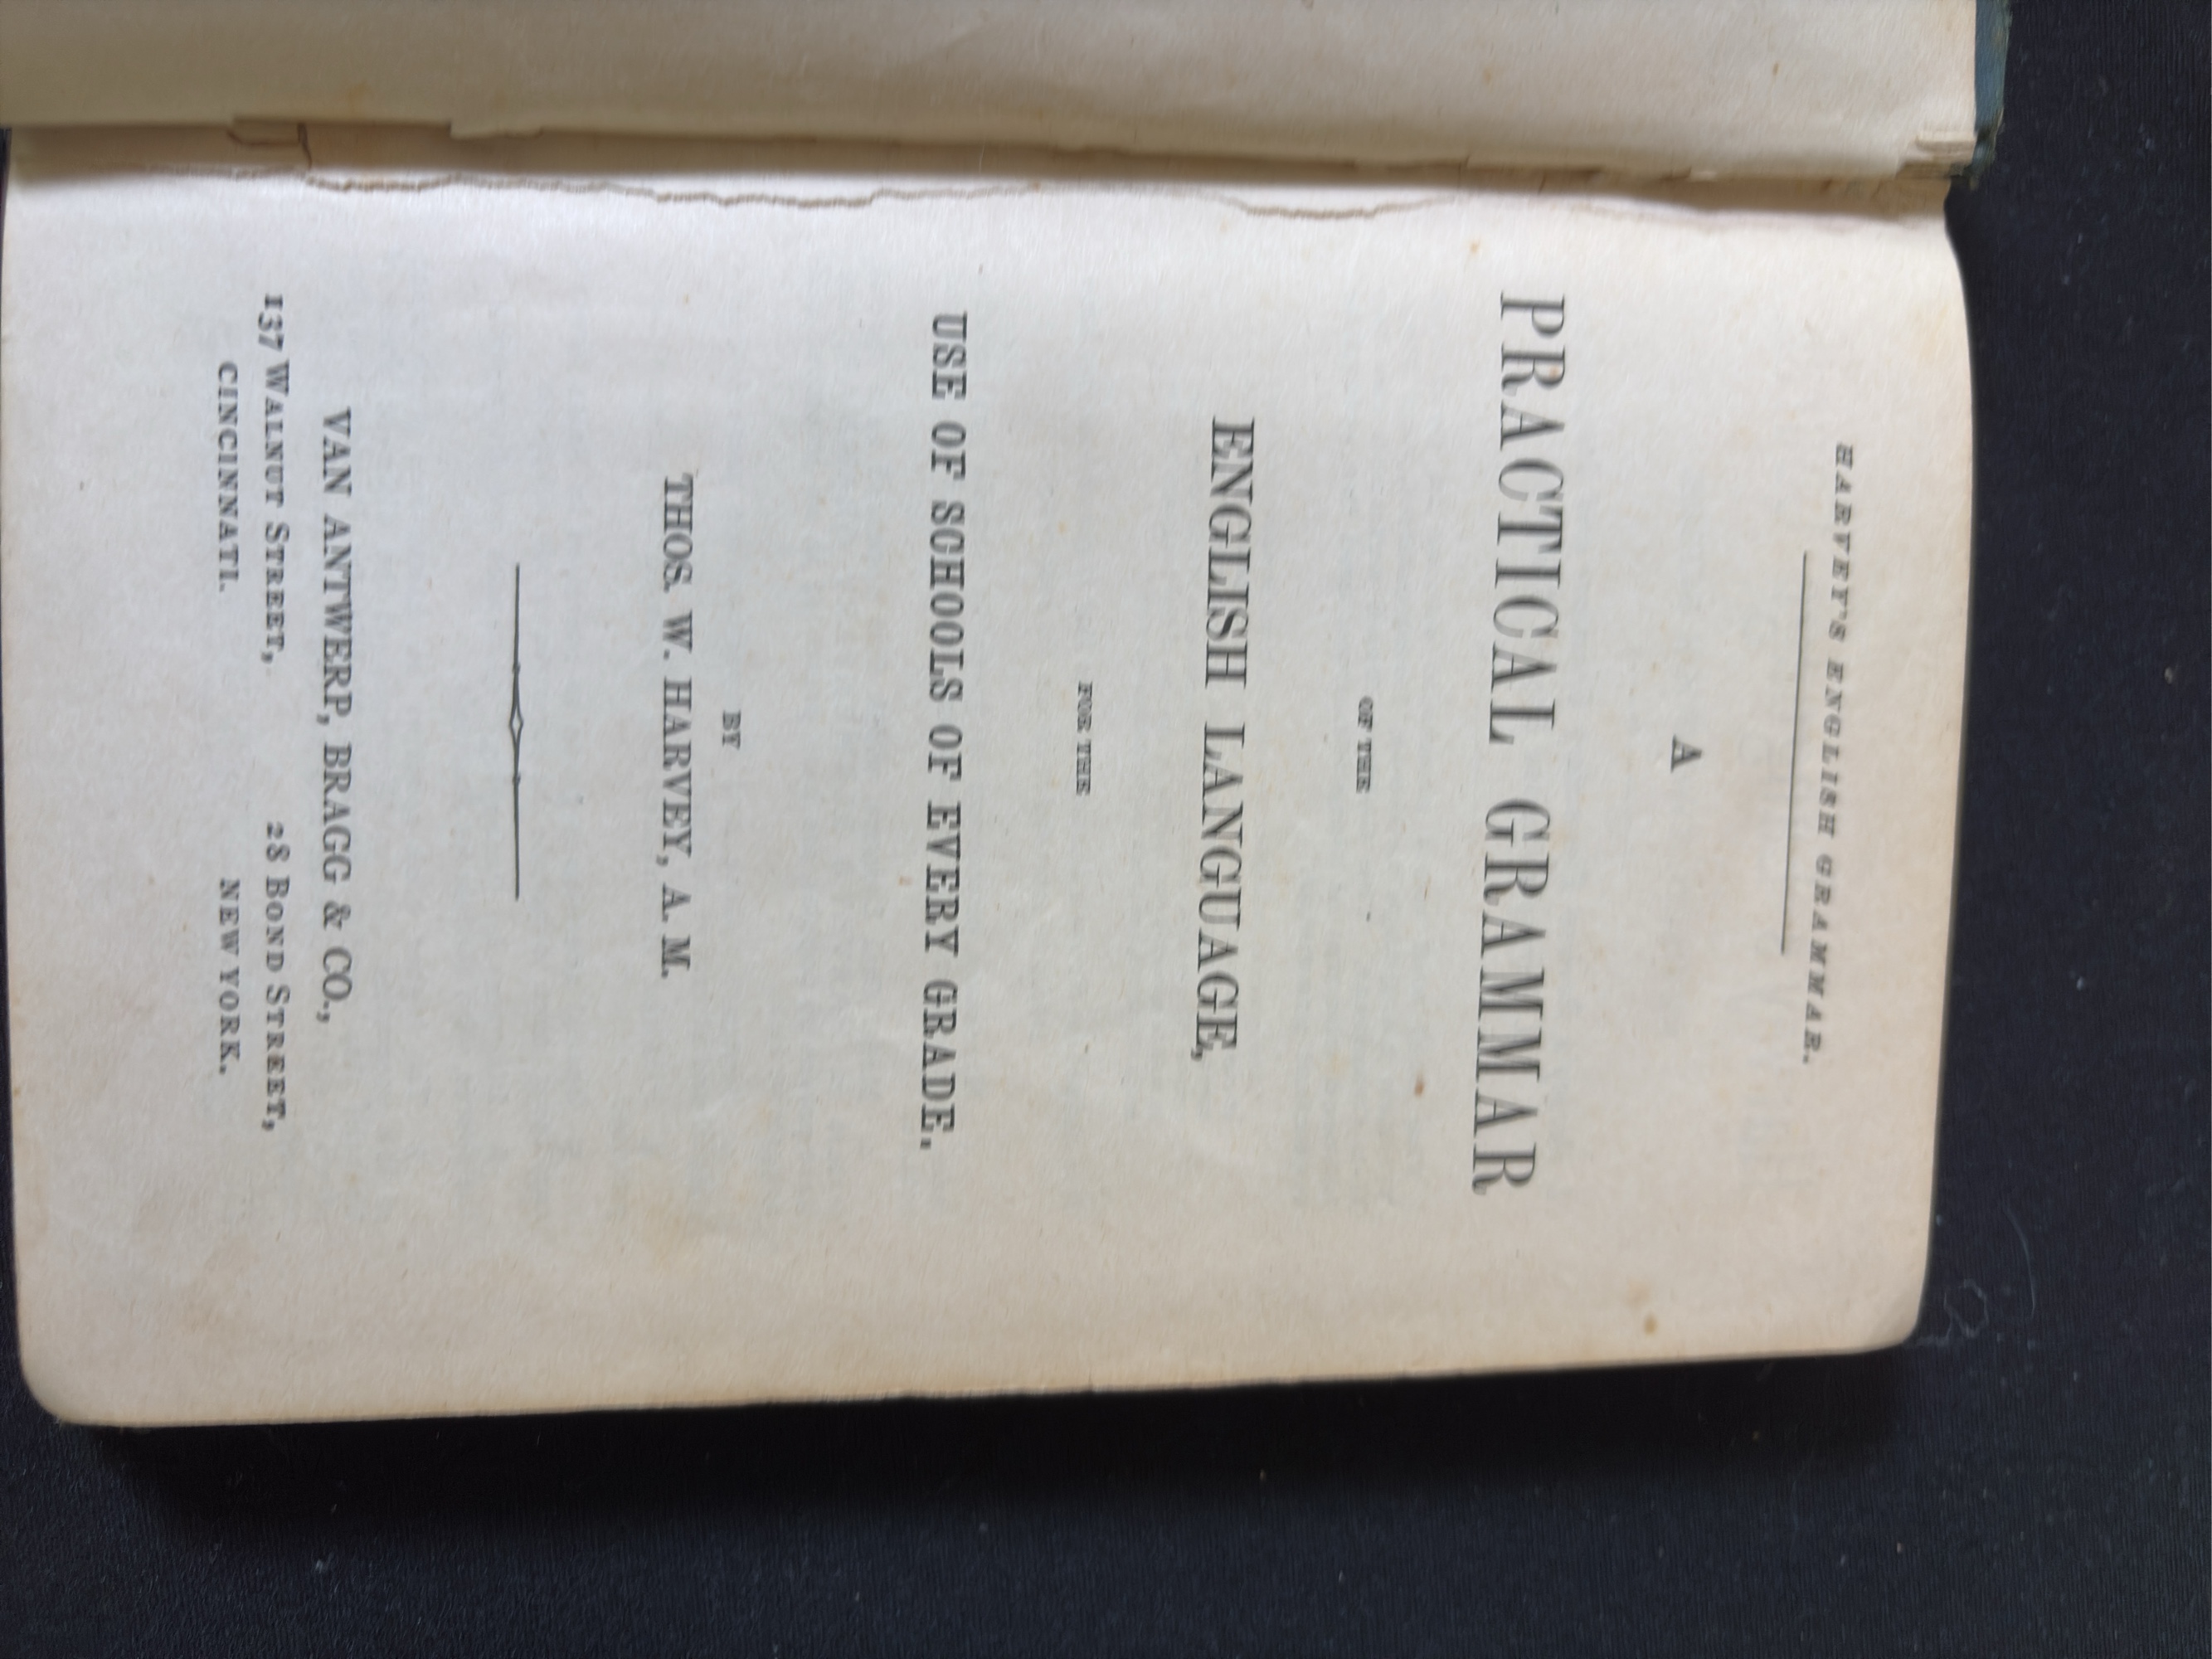 HARVEY'S ENGLISH GRAMMAR.
A
PRACTICAL GRAMMAR
OF THE
ENGLISH LANGUAGE,
FOR THE
USE OF SCHOOLS OF EVERY GRADE.
BY
THOS. W. HARVEY, A. M.
VAN ANTWERP, BRAGG & CO.,
137 WALNUT STREET, 28 BOND STREET,
CINCINNATI. NEW YORK.